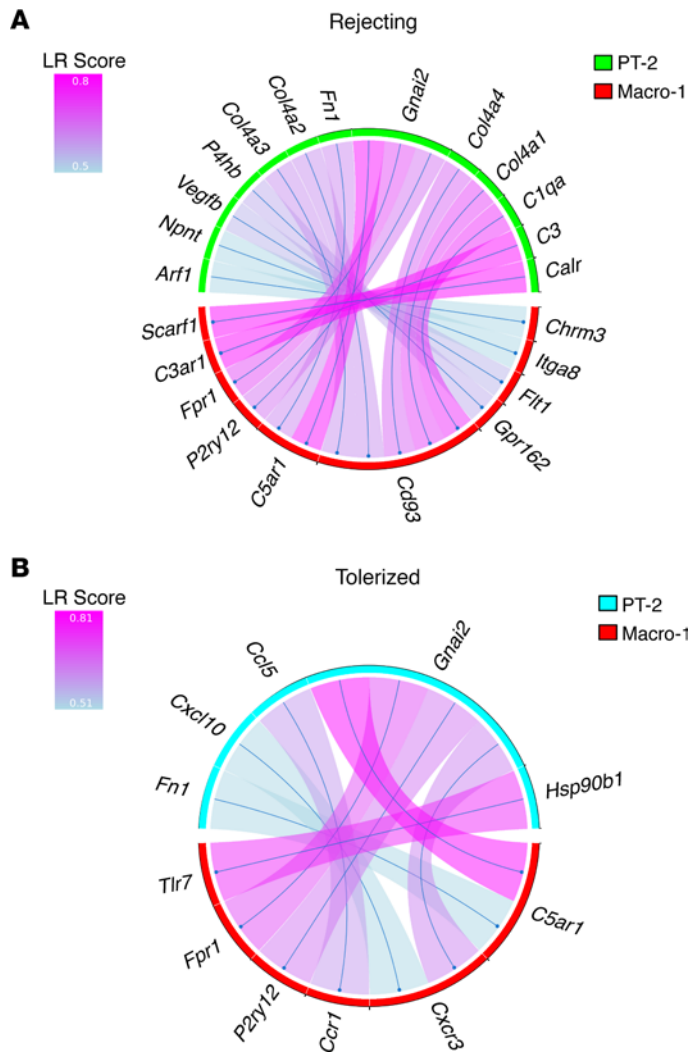 A
Rejecting
LR Score
0.8
0.5
PT-2
Macro-1
Arf1
Npnt
Vegfb
P4hb
Col4a3
Col4a2
Fn1
Gnai2
Col4a4
Col4a1
C1qa
C3
Calr
Scarf1
C3ar1
Fpr1
P2ry12
C5ar1
Cd93
Gpr162
Flt1
Itga8
Chrm3
B
Tolerized
LR Score
0.81
0.51
PT-2
Macro-1
Fn1
Cxcl10
Ccl5
Gnai2
Hsp90b1
Tlr7
Fpr1
P2ry12
Ccr1
Cxcr3
C5ar1